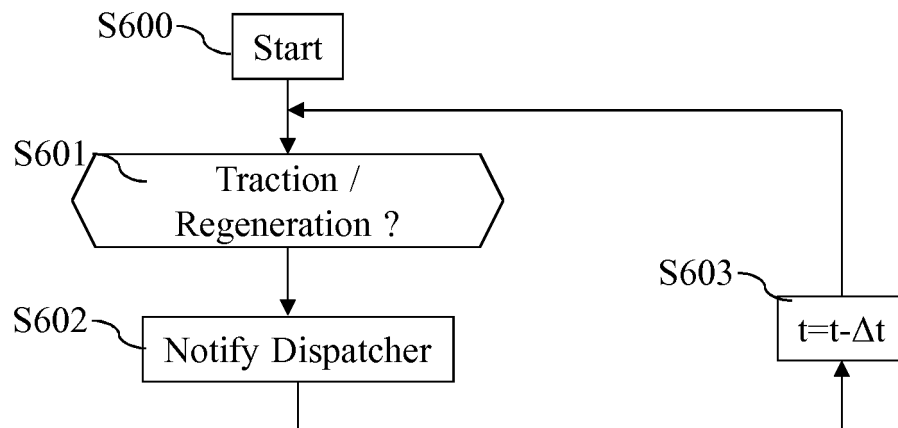 S600
Start
S601
Traction /
Regeneration ?
S603
t=t-Δt
S602
Notify Dispatcher